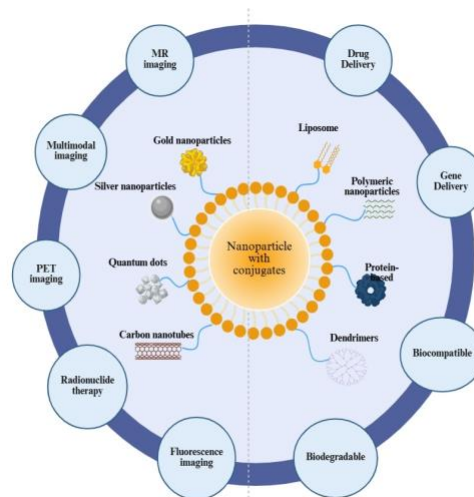 MR
imaging
Drug
Delivery
Multimodal
imaging
Gold nanoparticles
Liposome
Gene
Delivery
Silver nanoparticles
Polymeric
nanoparticles
Nanoparticle
with
conjugates
PET
imaging
Quantum dots
Protein-
based
Carbon nanotubes
Dendrimers
Biocompatible
Radionuclide
therapy
Fluorescence
imaging
Biodegradable